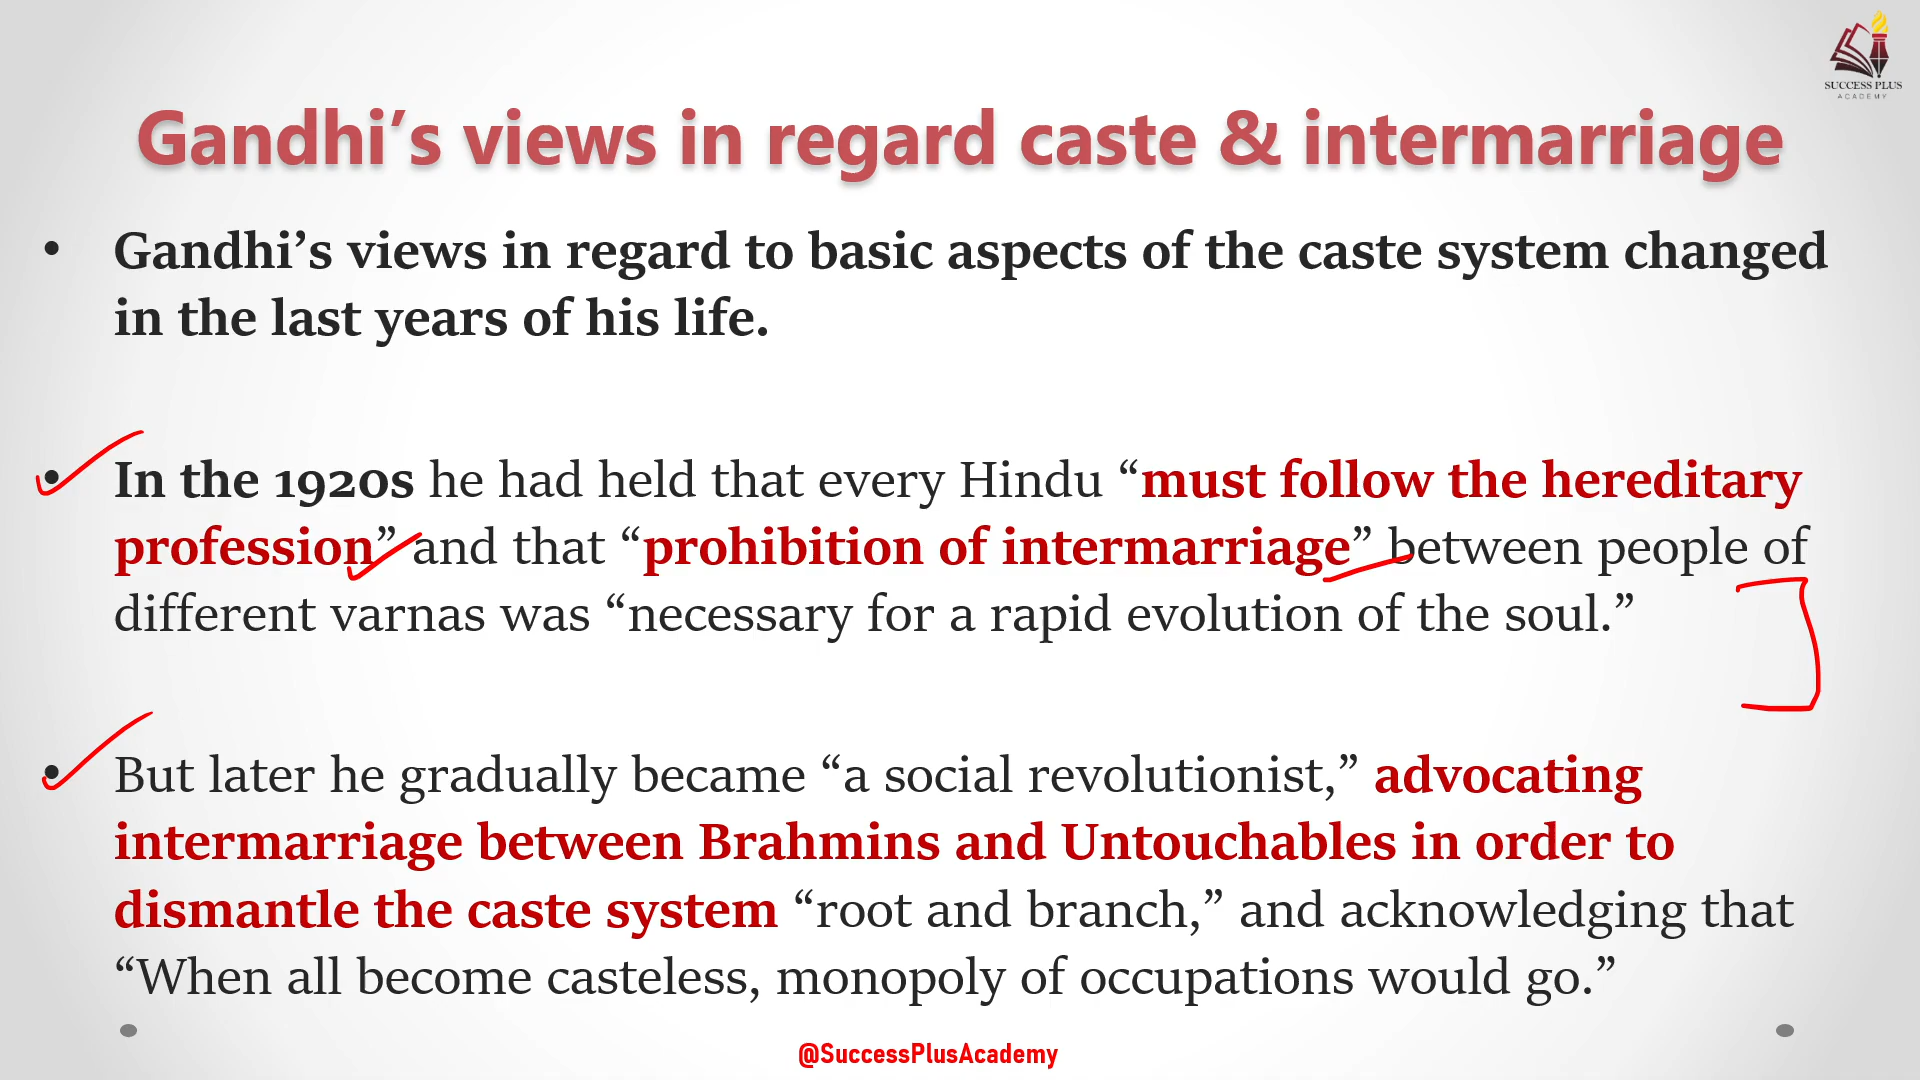 SUCCESS PLUS
ACADEMY
Gandhi’s views in regard caste & intermarriage
• Gandhi’s views in regard to basic aspects of the caste system changed
in the last years of his life.
• In the 1920s he had held that every Hindu “must follow the hereditary
profession” and that “prohibition of intermarriage” between people of
different varnas was “necessary for a rapid evolution of the soul.”
• But later he gradually became “a social revolutionist,” advocating
intermarriage between Brahmins and Untouchables in order to
dismantle the caste system “root and branch,” and acknowledging that
“When all become casteless, monopoly of occupations would go.”
@SuccessPlusAcademy